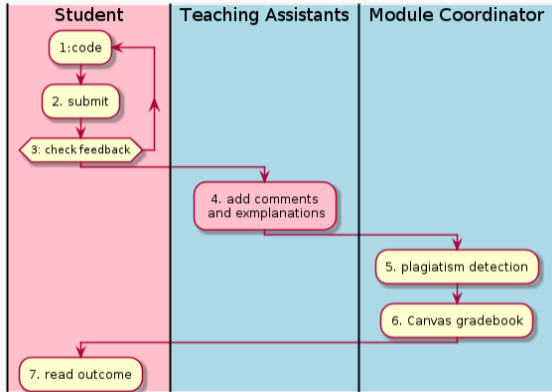 Student
Teaching Assistants
Module Coordinator
1:code
2. submit
3: check feedback
4. add comments
and exmplanations
5. plagiatism detection
6. Canvas gradebook
7. read outcome